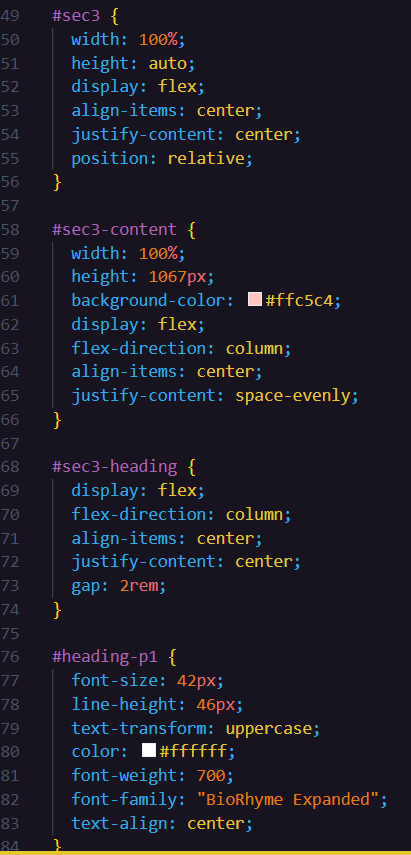 49 #sec3 {
50 width: 100%;
51 height: auto;
52 display: flex;
53 align-items: center;
54 justify-content: center;
55 position: relative;
56 }
57
58 #sec3-content {
59 width: 100%;
60 height: 1067px;
61 background-color: #ffc5c4;
62 display: flex;
63 flex-direction: column;
64 align-items: center;
65 justify-content: space-evenly;
66 }
67
68 #sec3-heading {
69 display: flex;
70 flex-direction: column;
71 align-items: center;
72 justify-content: center;
73 gap: 2rem;
74 }
75
76 #heading-p1 {
77 font-size: 42px;
78 line-height: 46px;
79 text-transform: uppercase;
80 color: #ffffff;
81 font-weight: 700;
82 font-family: "BioRhyme Expanded";
83 text-align: center;
84 }